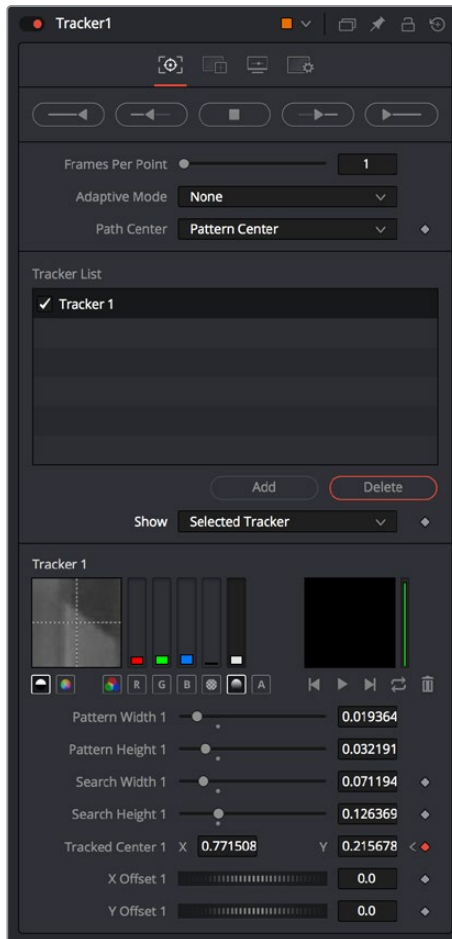 Tracker1
Frames Per Point 1
Adaptive Mode None
Path Center Pattern Center
Tracker List
Tracker 1
Add Delete
Show Selected Tracker
Tracker 1
R G B A
Pattern Width 1 0.019364
Pattern Height 1 0.032191
Search Width 1 0.071194
Search Height 1 0.126369
Tracked Center 1 X 0.771508 Y 0.215678 <
X Offset 1 0.0
Y Offset 1 0.0